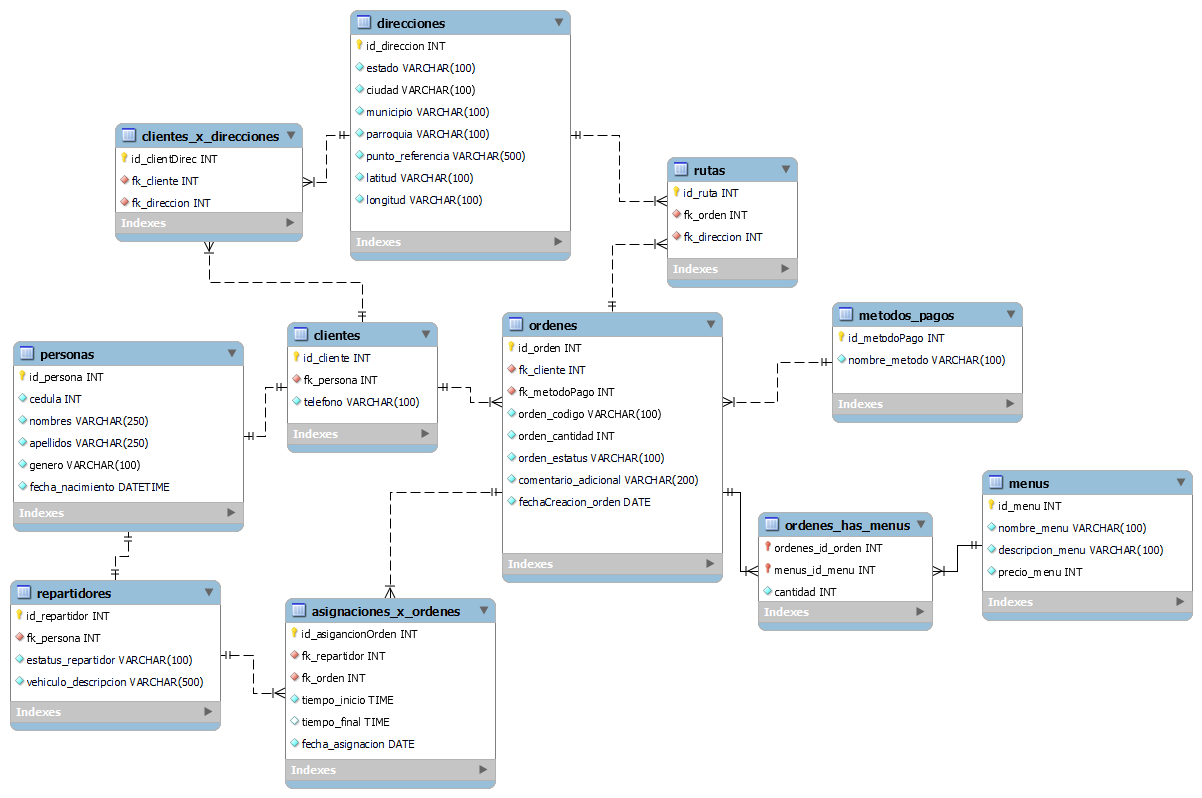 direcciones
id_direccion INT
estado VARCHAR(100)
ciudad VARCHAR(100)
municipio VARCHAR(100)
parroquia VARCHAR(100)
punto_referencia VARCHAR(500)
latitud VARCHAR(100)
longitud VARCHAR(100)
Indexes
clientes_x_direcciones
id_clientDirec INT
fk_cliente INT
fk_direccion INT
Indexes
rutas
id_ruta INT
fk_orden INT
fk_direccion INT
Indexes
metodos_pagos
id_metodoPago INT
nombre_metodo VARCHAR(100)
Indexes
ordenes
id_orden INT
fk_cliente INT
fk_metodoPago INT
orden_codigo VARCHAR(100)
orden_cantidad INT
orden_estatus VARCHAR(100)
comentario_adicional VARCHAR(200)
fechaCreacion_orden DATE
Indexes
clientes
id_cliente INT
fk_persona INT
telefono VARCHAR(100)
Indexes
personas
id_persona INT
cedula INT
nombres VARCHAR(250)
apellidos VARCHAR(250)
genero VARCHAR(100)
fecha_nacimiento DATETIME
Indexes
menus
id_menu INT
nombre_menu VARCHAR(100)
descripcion_menu VARCHAR(100)
precio_menu INT
Indexes
ordenes_has_menus
ordenes_id_orden INT
menus_id_menu INT
cantidad INT
Indexes
repartidores
id_repartidor INT
fk_persona INT
estatus_repartidor VARCHAR(100)
vehiculo_descripcion VARCHAR(500)
Indexes
asignaciones_x_ordenes
id_asigancionOrden INT
fk_repartidor INT
fk_orden INT
tiempo_inicio TIME
tiempo_final TIME
fecha_asignacion DATE
Indexes